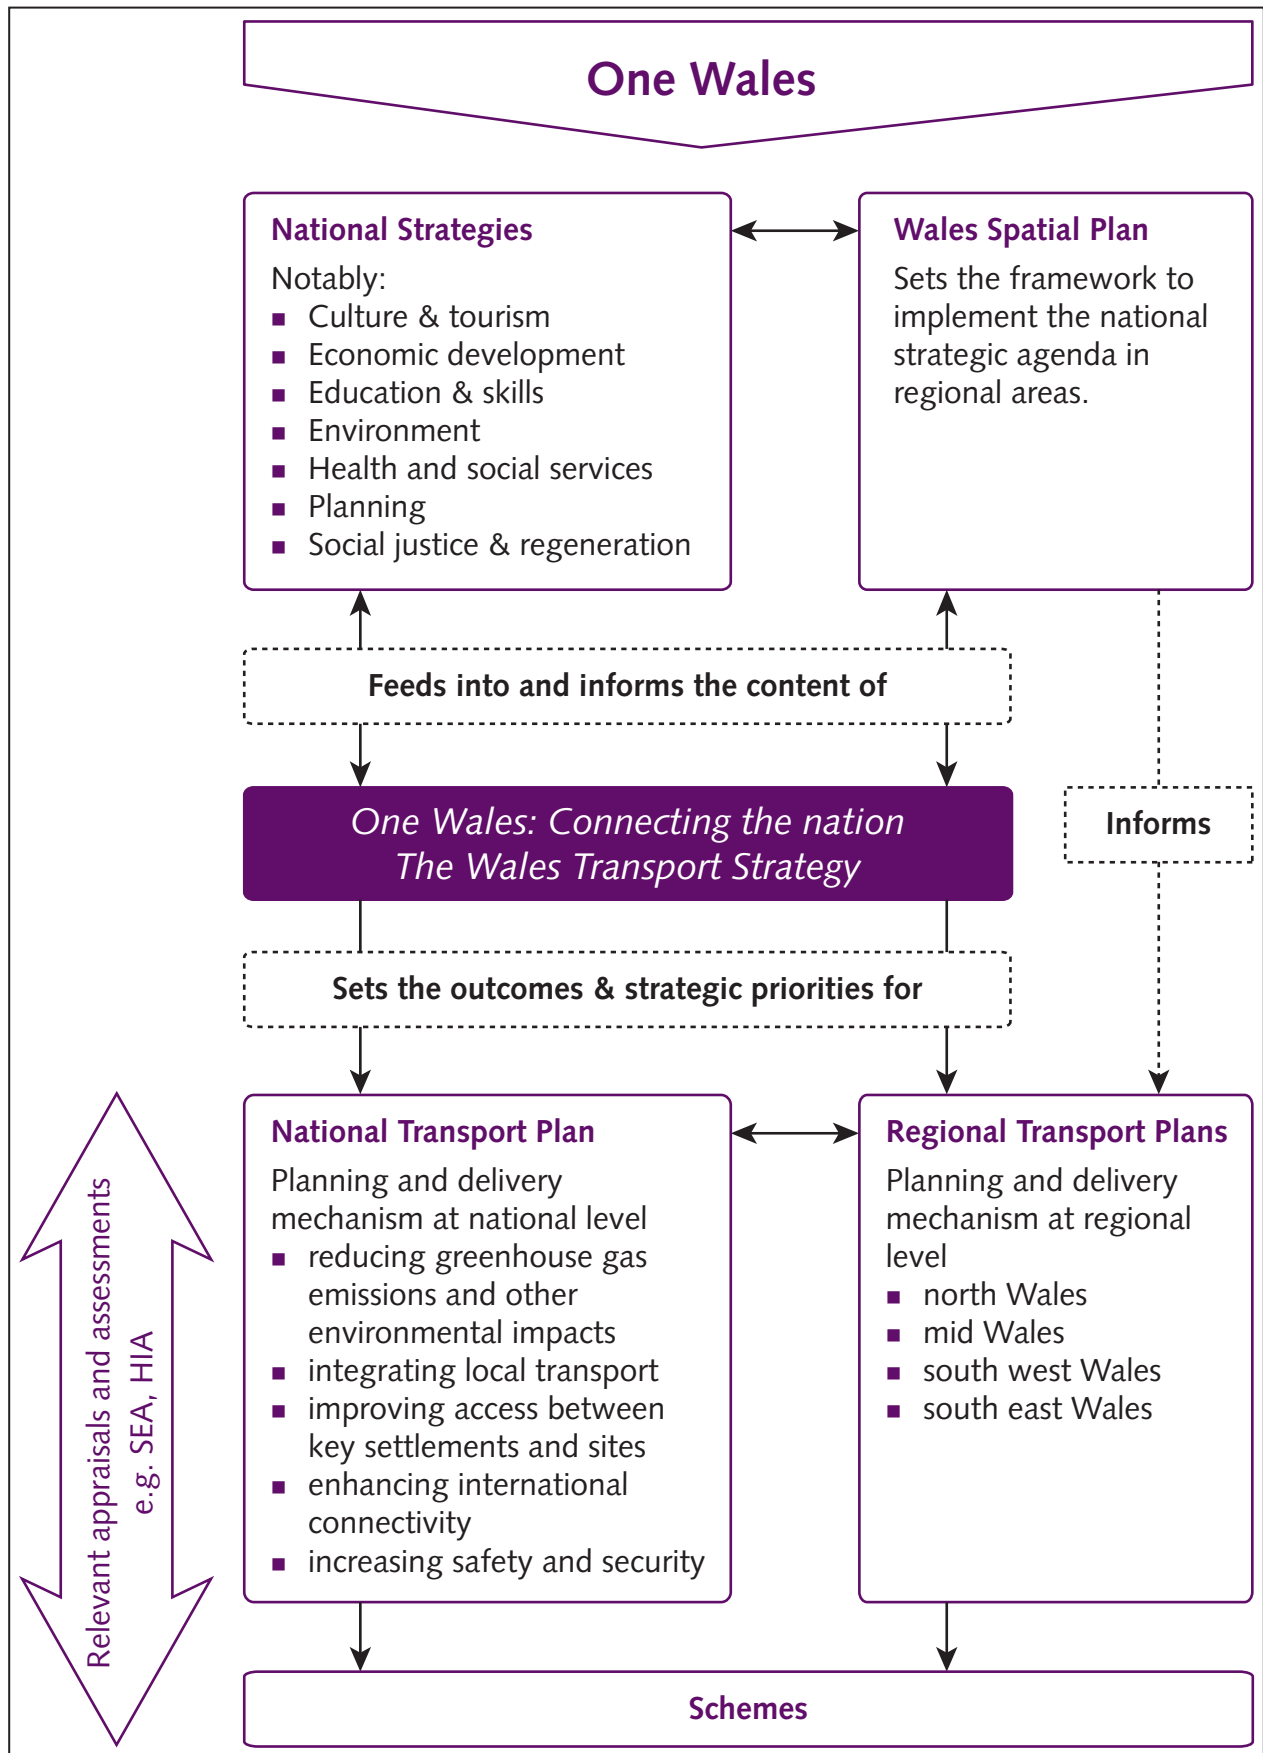 One Wales
National Strategies
Notably:
■ Culture & tourism
■ Economic development
■ Education & skills
■ Environment
■ Health and social services
■ Planning
■ Social justice & regeneration
Wales Spatial Plan
Sets the framework to
implement the national
strategic agenda in
regional areas.
Feeds into and informs the content of
One Wales: Connecting the nation
The Wales Transport Strategy
Informs
Sets the outcomes & strategic priorities for
Relevant appraisals and assessments
e.g. SEA, HIA
National Transport Plan
Planning and delivery
mechanism at national level
■ reducing greenhouse gas
emissions and other
environmental impacts
■ integrating local transport
■ improving access between
key settlements and sites
■ enhancing international
connectivity
■ increasing safety and security
Regional Transport Plans
Planning and delivery
mechanism at regional
level
■ north Wales
■ mid Wales
■ south west Wales
■ south east Wales
Schemes